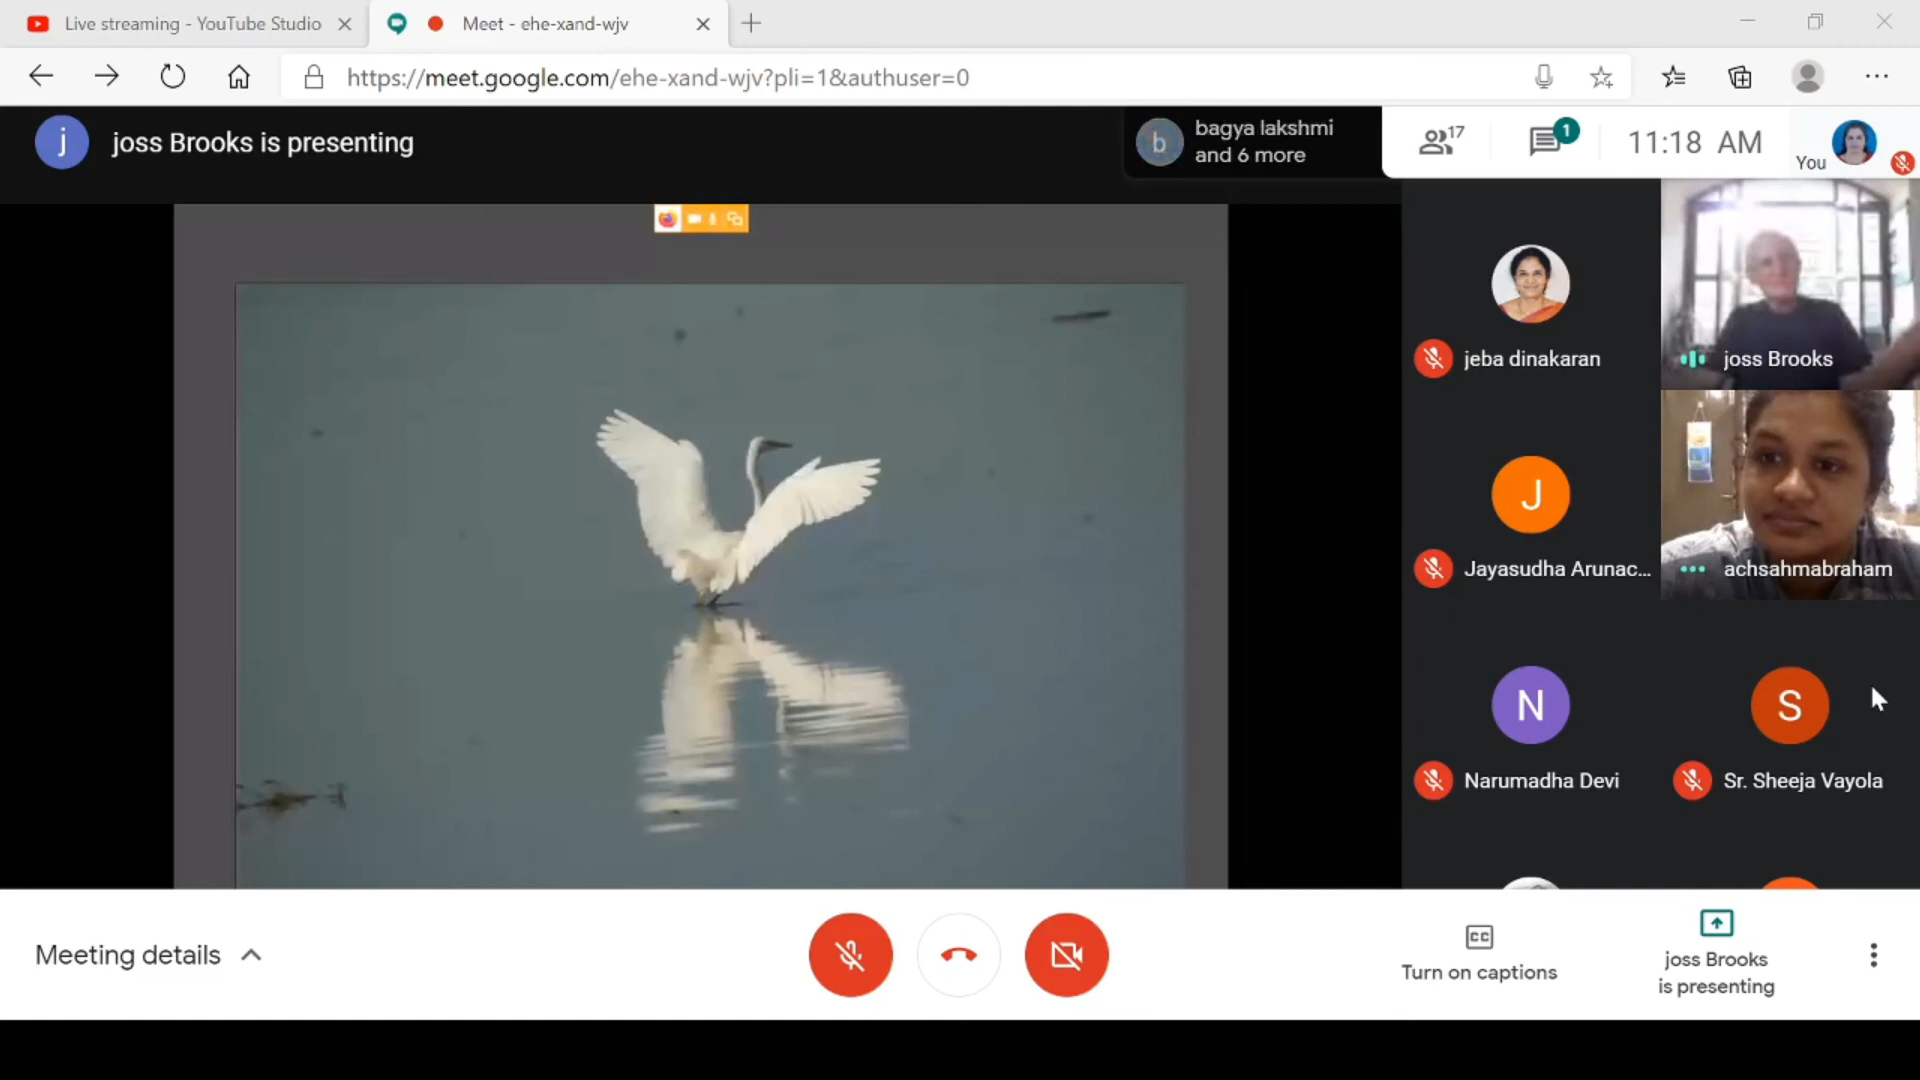 Live streaming - YouTube Studio
Meet - ehe-xand-wjv
https://meet.google.com/ehe-xand-wjv?pli=1&authuser=0
j
joss Brooks is presenting
b
bagya lakshmi
and 6 more
17
1
11:18 AM
You
jeba dinakaran
joss Brooks
J
Jayasudha Arunac...
achsahmabraham
N
Narumadha Devi
S
Sr. Sheeja Vayola
Meeting details
CC
Turn on captions
joss Brooks
is presenting